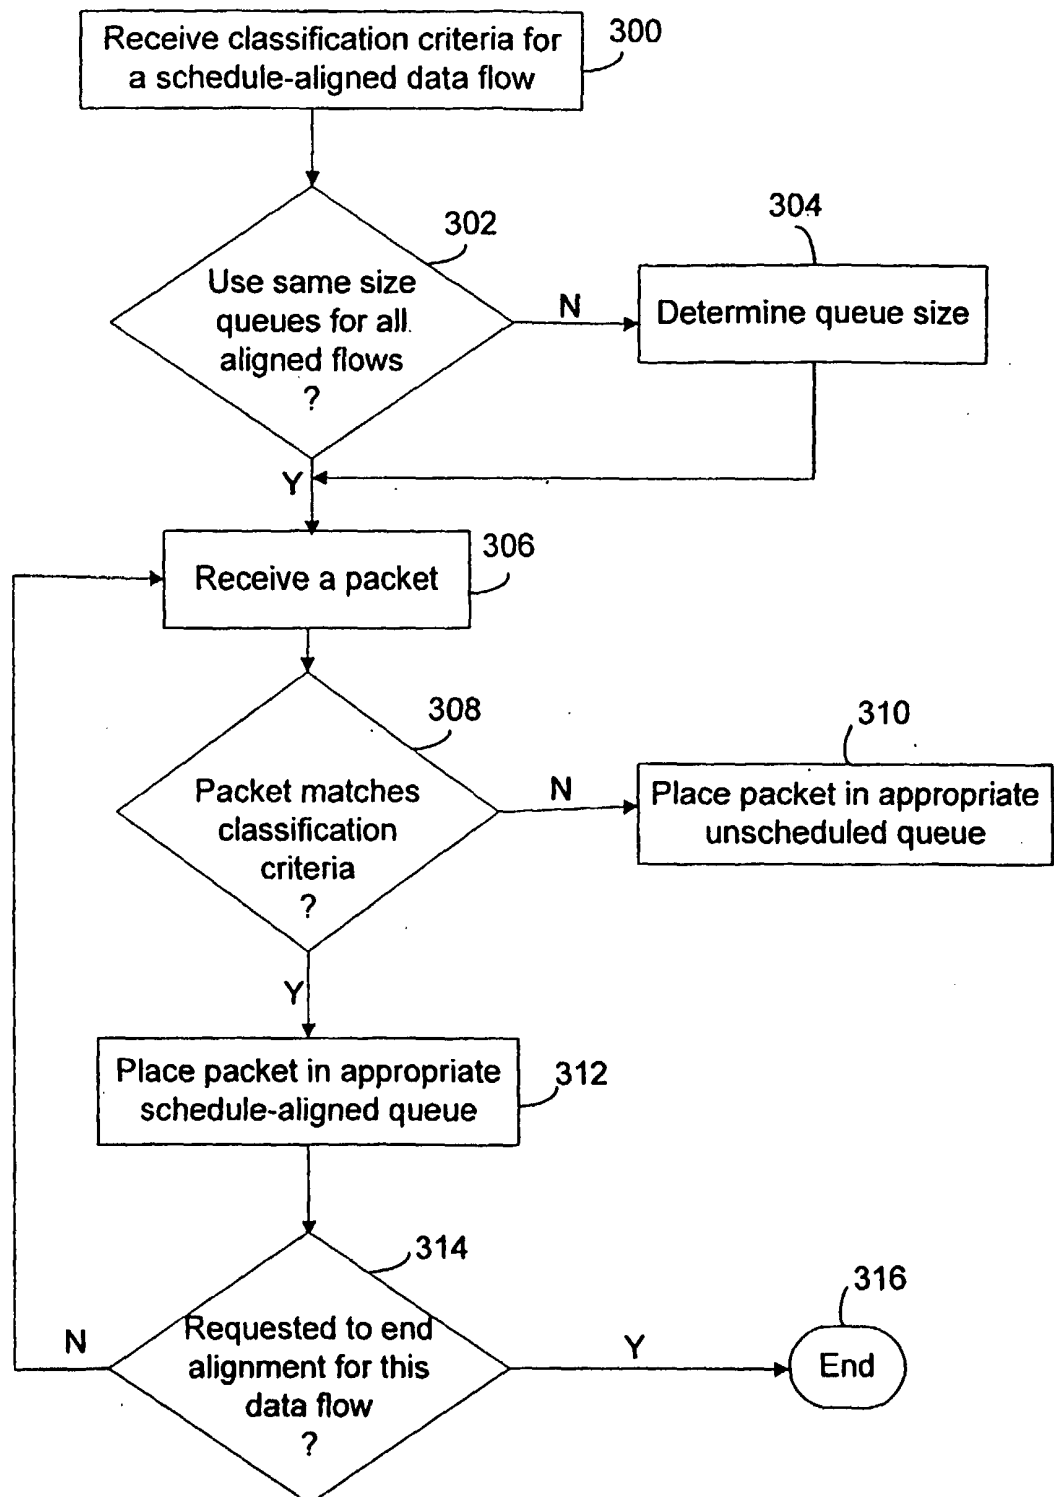 Receive classification criteria for
a schedule-aligned data flow
300
302
Use same size
queues for all
aligned flows
?
N
304
Determine queue size
Y
306
Receive a packet
308
Packet matches
classification
criteria
?
N
310
Place packet in appropriate
unscheduled queue
Y
Place packet in appropriate
schedule-aligned queue
312
314
Requested to end
alignment for this
data flow
?
N
Y
316
End